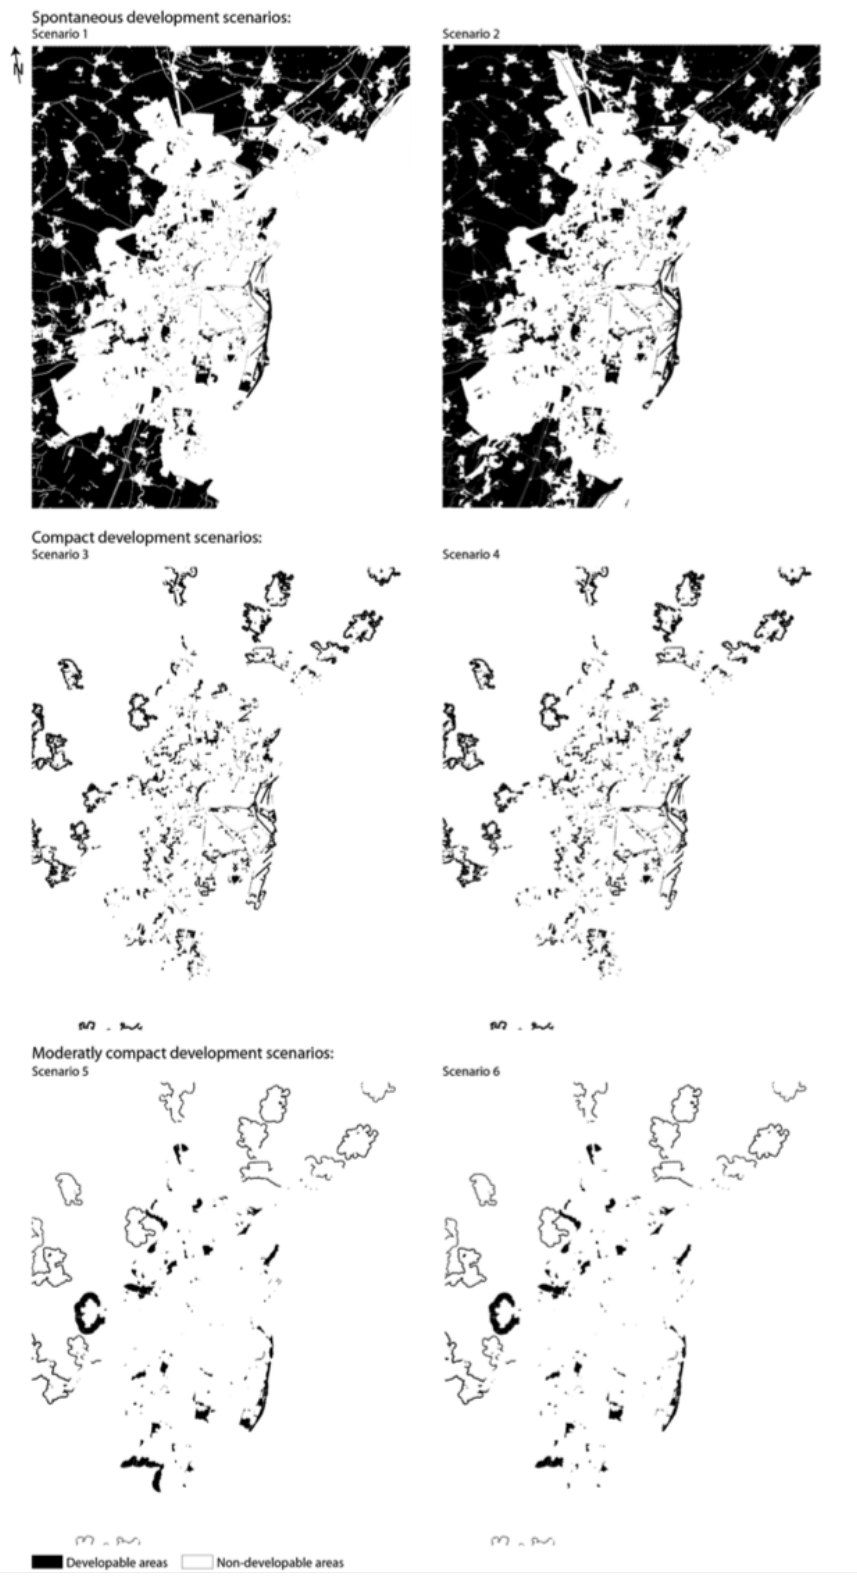 Spontaneous development scenarios:
Scenario 1
Scenario 2
N
Compact development scenarios:
Scenario 3
Scenario 4
Moderatly compact development scenarios:
Scenario 5
Scenario 6
Developable areas
Non-developable areas